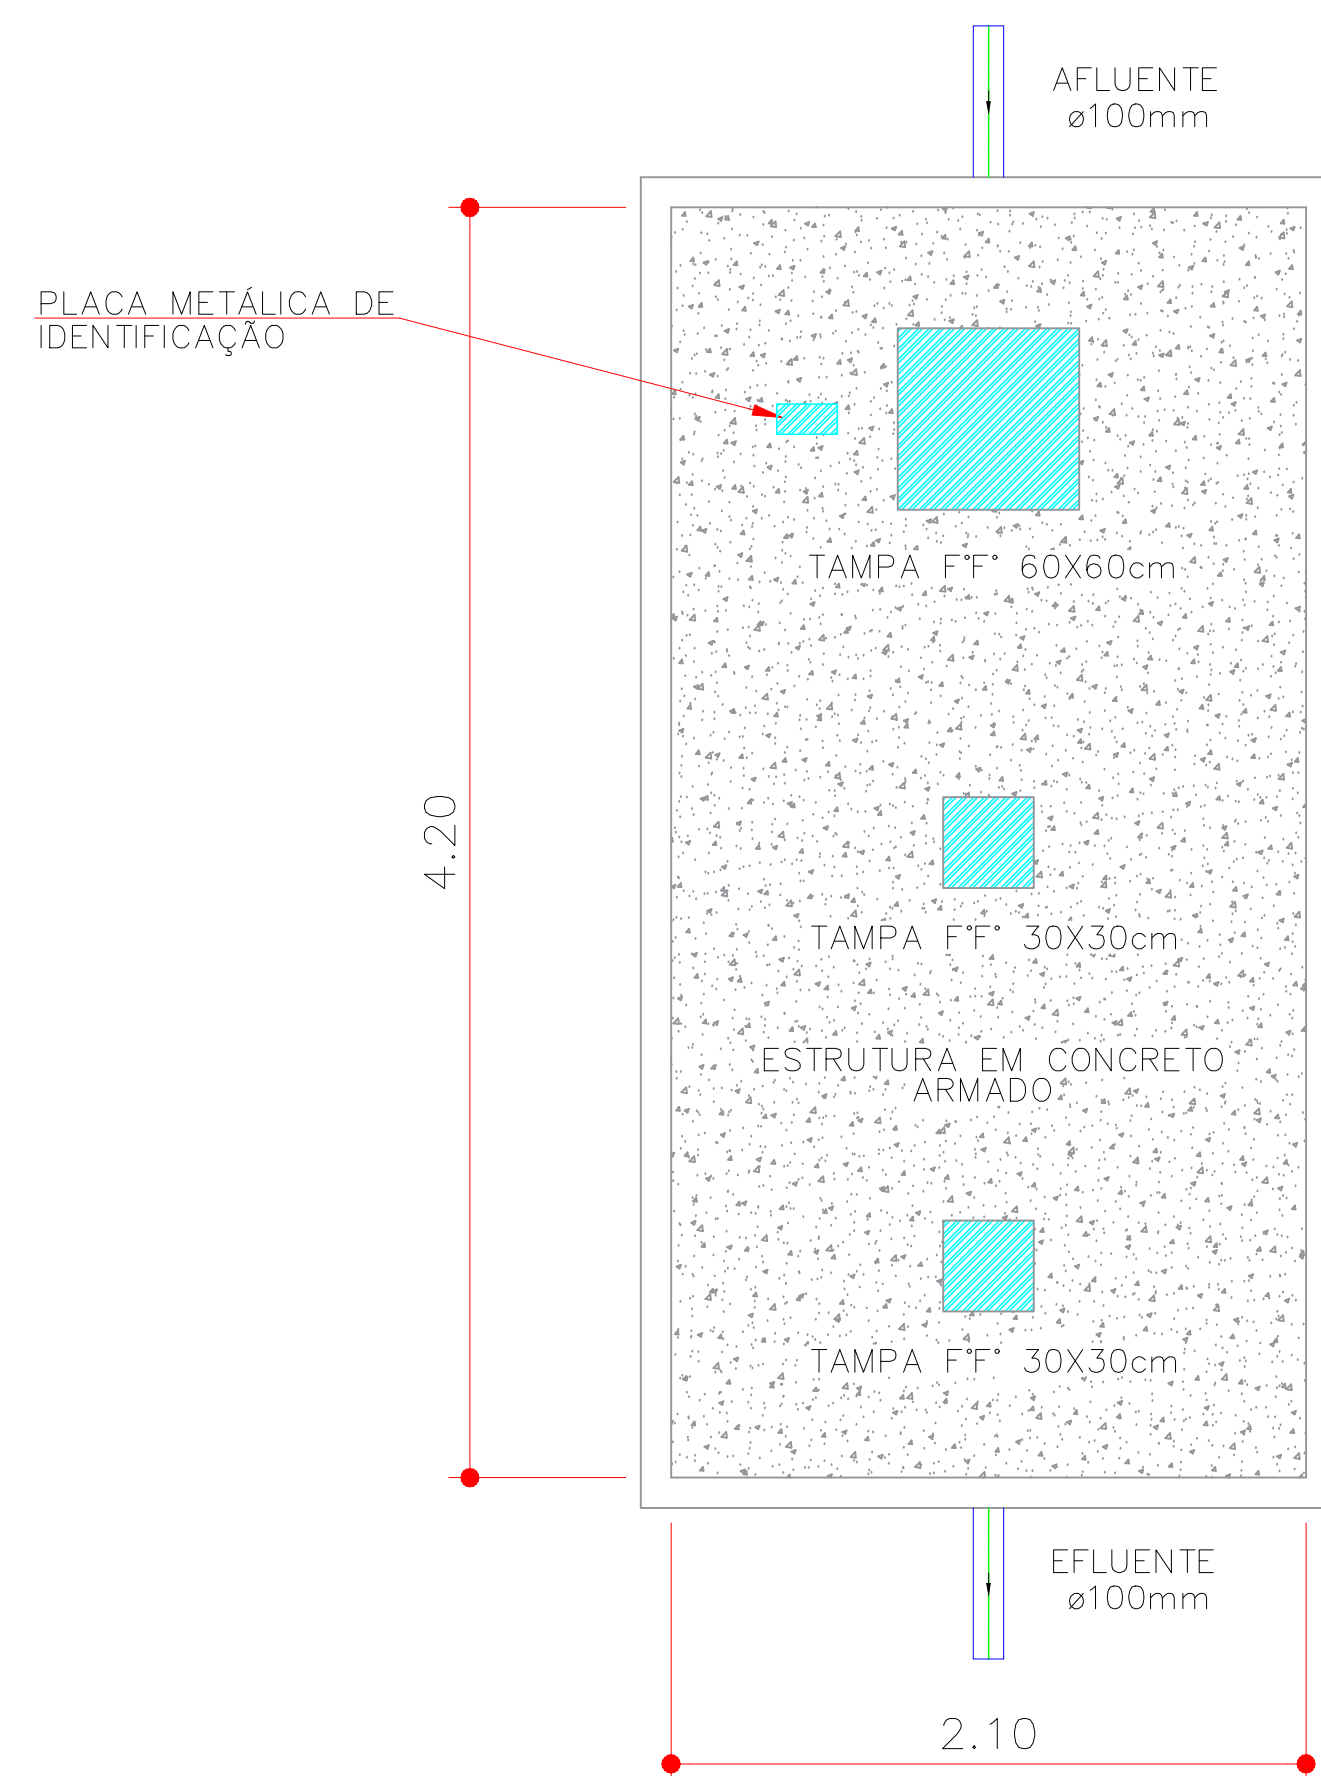 AFLUENTE
ø100mm
PLACA METÁLICA DE
IDENTIFICAÇÃO
TAMPA F°F° 60X60cm
4.20
TAMPA F°F° 30X30cm
ESTRUTURA EM CONCRETO
ARMADO
TAMPA F°F° 30X30cm
EFLUENTE
ø100mm
2.10